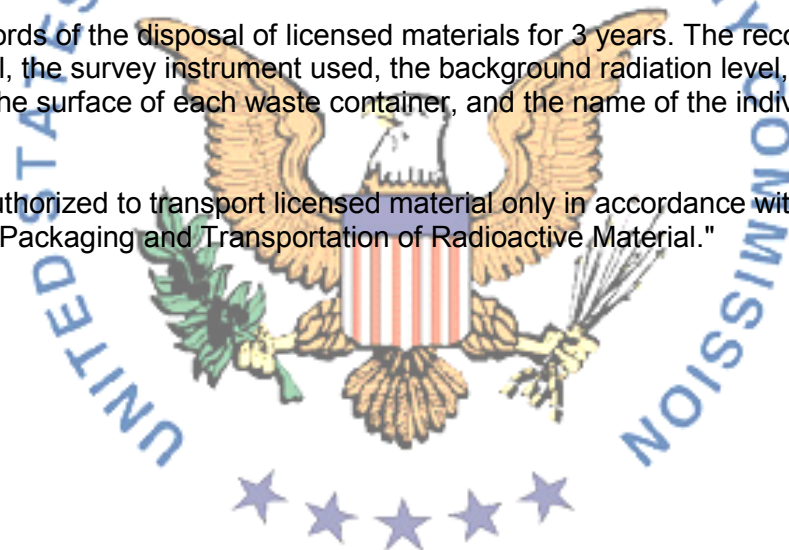 ords of the disposal of licensed materials for 3 years. The reco
l, the survey instrument used, the background radiation level,
he surface of each waste container, and the name of the indiv
uthorized to transport licensed material only in accordance wit
Packaging and Transportation of Radioactive Material."
UNITED STATES
Y COMMISSION